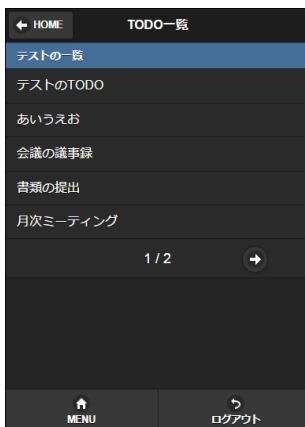 HOME TODO一覧
テストの一覧
テストのTODO
あいうえお
会議の議事録
書類の提出
月次ミーティング
1 / 2
MENU ログアウト